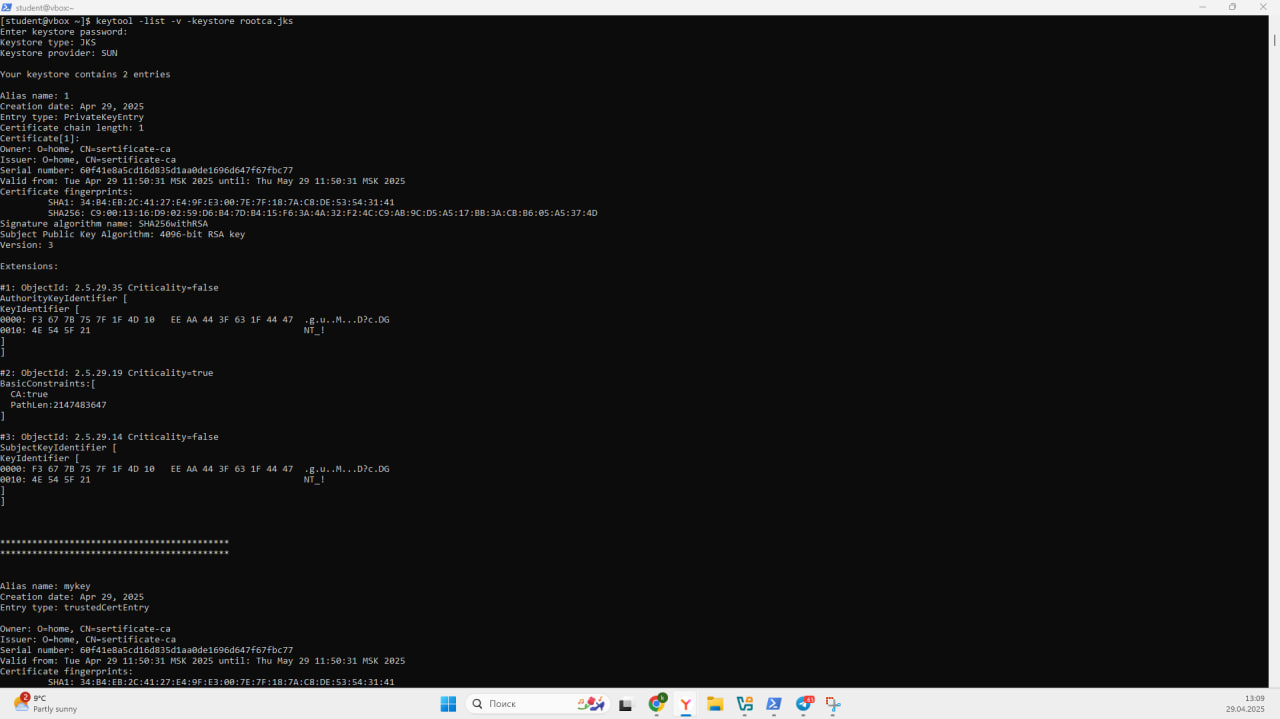 student@vbox:~
[student@vbox ~]$ keytool -list -v -keystore rootca.jks
Enter keystore password:
Keystore type: JKS
Keystore provider: SUN
Your keystore contains 2 entries
Alias name: 1
Creation date: Apr 29, 2025
Entry type: PrivateKeyEntry
Certificate chain length: 1
Certificate[1]:
Owner: O=home, CN=sertificate-ca
Issuer: O=home, CN=sertificate-ca
Serial number: 60f41e8a5cd16d835d1aa0de1696d647f67fbc77
Valid from: Tue Apr 29 11:50:31 MSK 2025 until: Thu May 29 11:50:31 MSK 2025
Certificate fingerprints:
SHA1: 34:B4:EB:2C:41:27:E4:9F:E3:00:7E:7F:18:7A:C8:DE:53:54:31:41
SHA256: C9:00:13:16:D9:02:59:D6:B4:7D:B4:15:F6:3A:4A:32:F2:4C:C9:AB:9C:D5:A5:17:BB:3A:CB:B6:05:A5:37:4D
Signature algorithm name: SHA256withRSA
Subject Public Key Algorithm: 4096-bit RSA key
Version: 3
Extensions:
#1: ObjectId: 2.5.29.35 Criticality=false
AuthorityKeyIdentifier [
KeyIdentifier [
0000: F3 67 7B 75 7F 1F 4D 10   EE AA 44 3F 63 1F 44 47  .g.u..M...D?c.DG
0010: 4E 54 5F 21                                        NT_!
]
]
#2: ObjectId: 2.5.29.19 Criticality=true
BasicConstraints:[
CA:true
PathLen:2147483647
]
#3: ObjectId: 2.5.29.14 Criticality=false
SubjectKeyIdentifier [
KeyIdentifier [
0000: F3 67 7B 75 7F 1F 4D 10   EE AA 44 3F 63 1F 44 47  .g.u..M...D?c.DG
0010: 4E 54 5F 21                                        NT_!
]
]
*******************************************
*******************************************
Alias name: mykey
Creation date: Apr 29, 2025
Entry type: trustedCertEntry
Owner: O=home, CN=sertificate-ca
Issuer: O=home, CN=sertificate-ca
Serial number: 60f41e8a5cd16d835d1aa0de1696d647f67fbc77
Valid from: Tue Apr 29 11:50:31 MSK 2025 until: Thu May 29 11:50:31 MSK 2025
Certificate fingerprints:
SHA1: 34:B4:EB:2C:41:27:E4:9F:E3:00:7E:7F:18:7A:C8:DE:53:54:31:41
2
9°C
Partly sunny
Поиск
13:09
29.04.2025